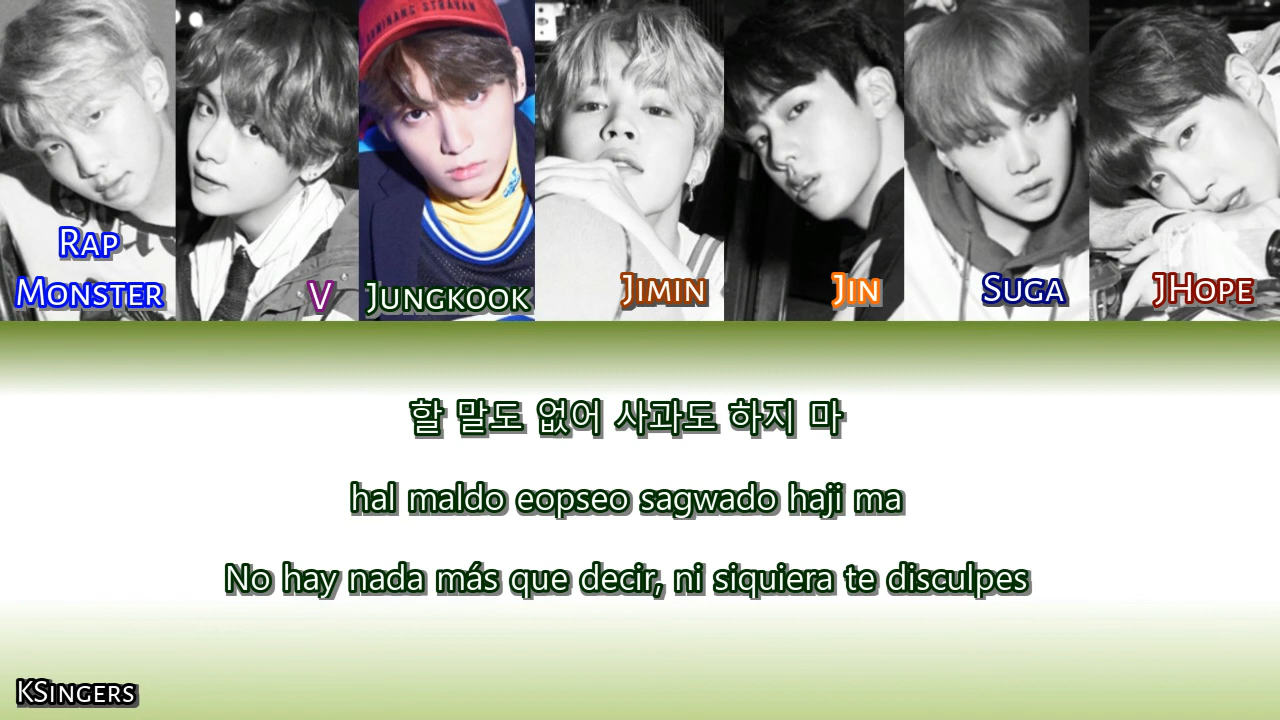 Rap
Monster
V
Jungkook
Jimin
Jin
Suga
JHope
할 말도 없어 사과도 하지 마
hal maldo eopseo sagwado haji ma
No hay nada más que decir, ni siquiera te disculpes
KSingers